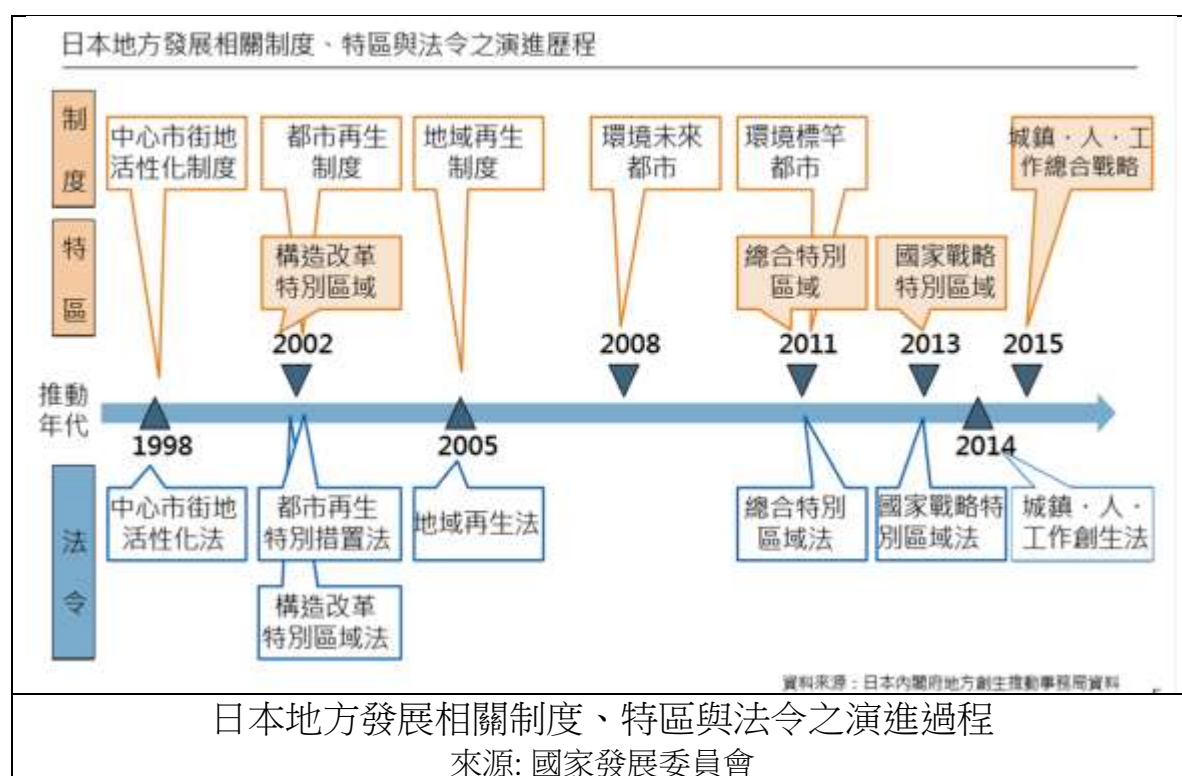 日本地方發展相關制度、特區與法令之演進歷程
制
度
中心市街地
活性化制度
都市再生
制度
地域再生
制度
環境未來
都市
環境標竿
都市
城鎮・人・工
作總合戰略
特
區
構造改革
特別區域
總合特別
區域
國家戰略
特別區域
2002
2008
2011
2013
2015
推動
年代
1998
2005
2014
法
令
中心市街地
活性化法
都市再生
特別措置法
地域再生法
總合特別
區域法
國家戰略特
別區域法
城鎮・人・
工作創生法
構造改革
特別區域法
資料來源：日本內閣府地方創生推動事務局資料
5
日本地方發展相關制度、特區與法令之演進過程
來源: 國家發展委員會